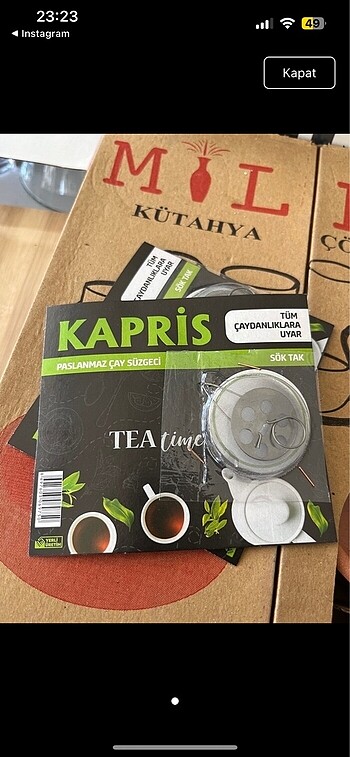 23:23
49
◀ Instagram
Kapat
MİL
KÜTAHYA
TÜM
ÇAYDANLIKLARA
UYAR
SÖK TAK
KAPRİS
TÜM
ÇAYDANLIKLARA
UYAR
PASLANMAZ ÇAY SÜZGECİ
SÖK TAK
TEA time
YERLİ
ÜRETİM